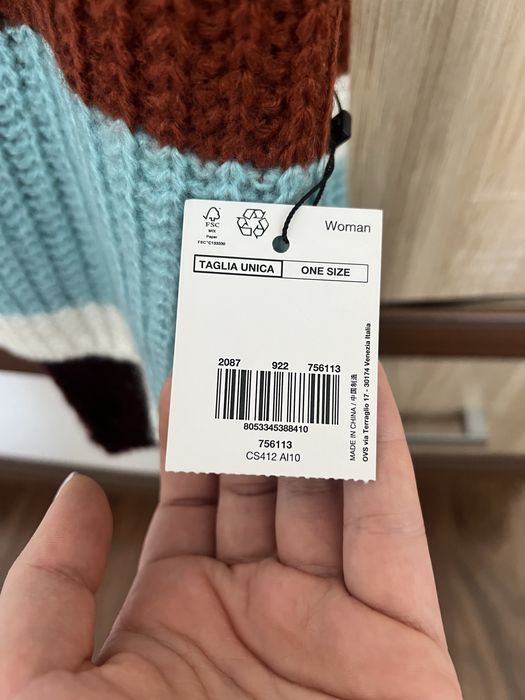 Woman
FSC
MIX
Paper
FSC® C133330
TAGLIA UNICA ONE SIZE
2087 922 756113
8053345388410
756113
CS412 AI10
MADE IN CHINA / 中国制造
OVS via Terraglio 17 - 30174 Venezia Italia